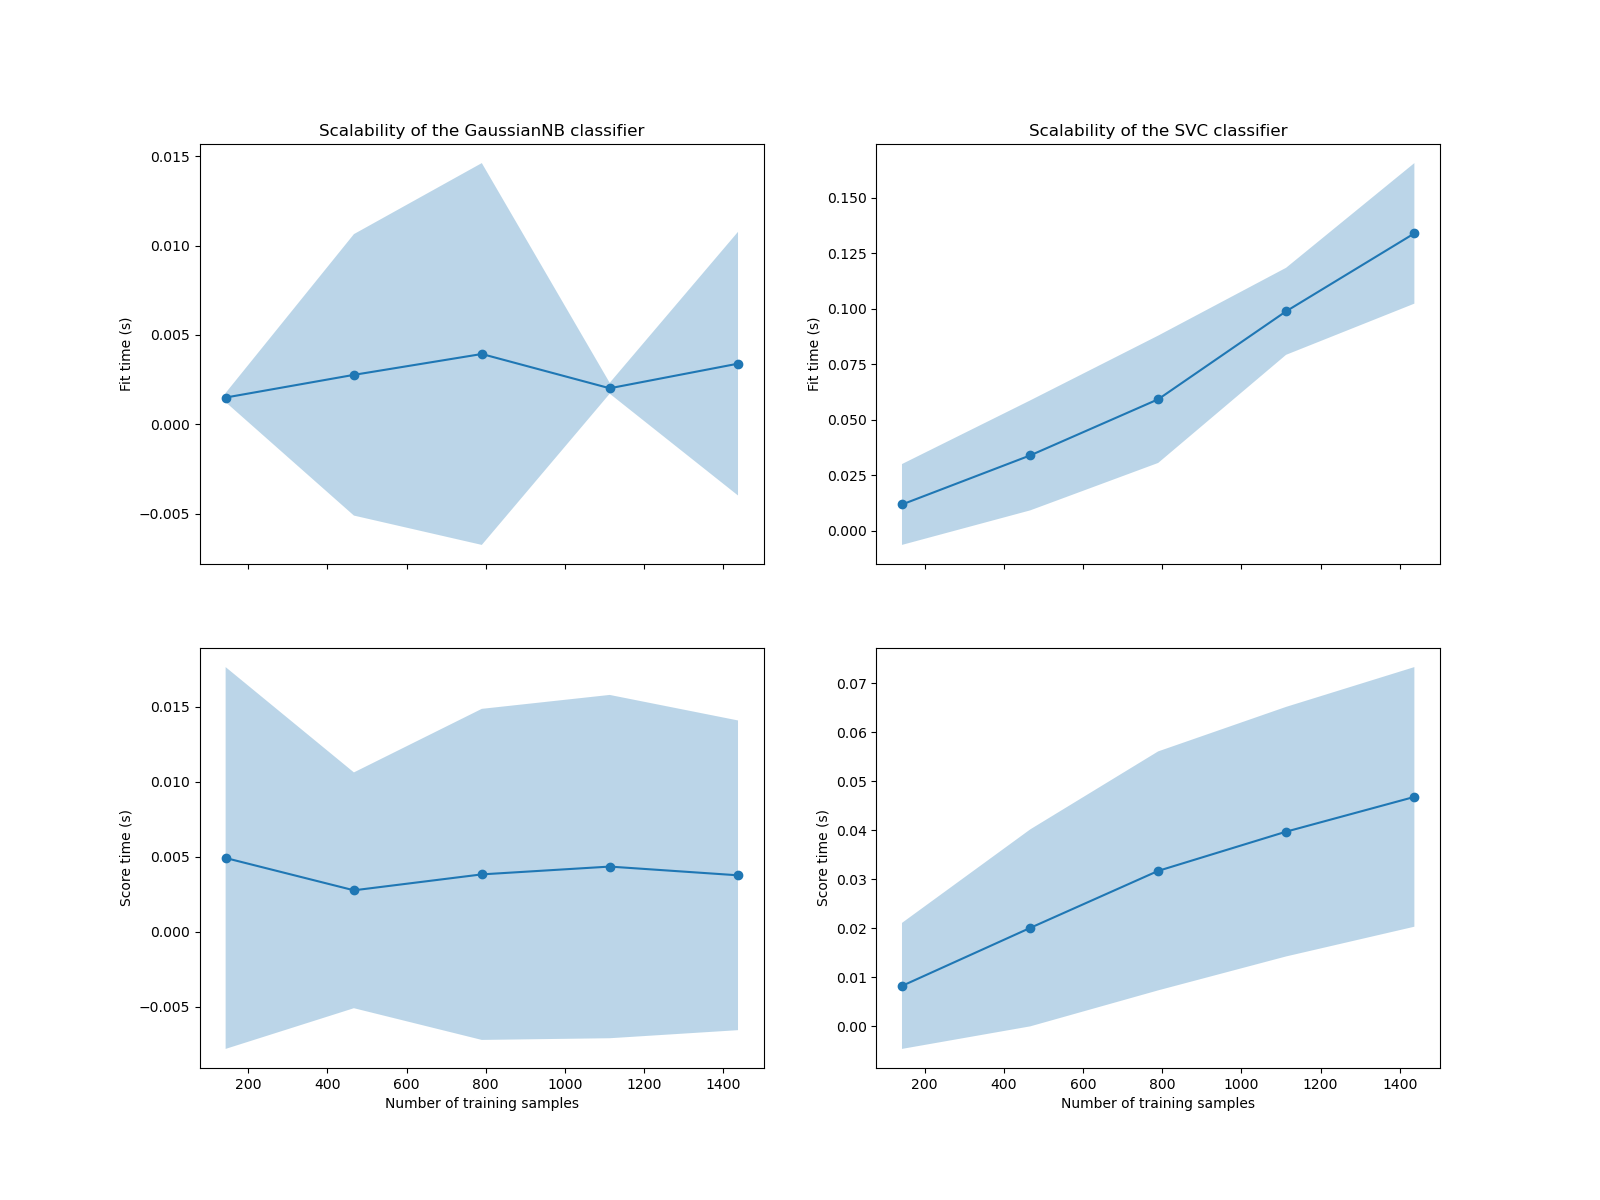 Scalability of the GaussianNB classifier
0.015
0.010
0.005
0.000
−0.005
Fit time (s)
Scalability of the SVC classifier
0.150
0.125
0.100
0.075
0.050
0.025
0.000
Fit time (s)
0.015
0.010
0.005
0.000
−0.005
Score time (s)
200 400 600 800 1000 1200 1400
Number of training samples
0.07
0.06
0.05
0.04
0.03
0.02
0.01
0.00
Score time (s)
200 400 600 800 1000 1200 1400
Number of training samples